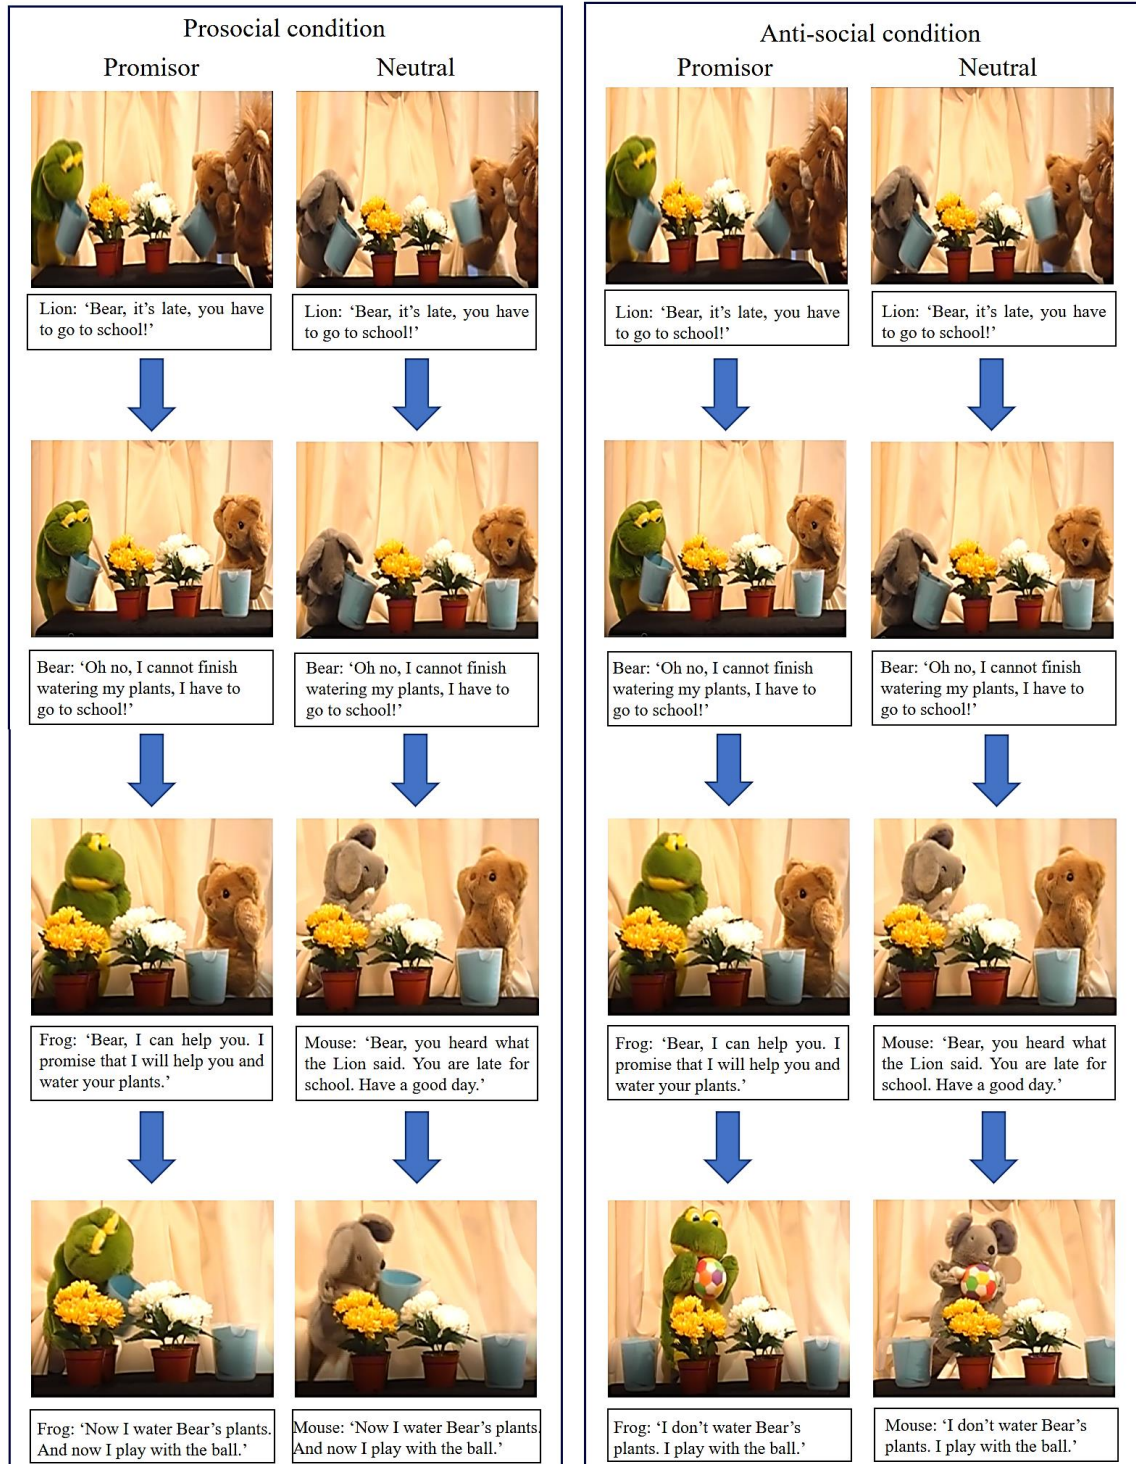 Prosocial condition
Promisor
Neutral
Lion: ‘Bear, it’s late, you have
to go to school!’
Lion: ‘Bear, it’s late, you have
to go to school!’
Bear: ‘Oh no, I cannot finish
watering my plants, I have to
go to school!’
Bear: ‘Oh no, I cannot finish
watering my plants, I have to
go to school!’
Frog: ‘Bear, I can help you. I
promise that I will help you and
water your plants.’
Mouse: ‘Bear, you heard what
the Lion said. You are late for
school. Have a good day.’
Frog: ‘Now I water Bear’s plants.
And now I play with the ball.’
Mouse: ‘Now I water Bear’s plants.
And now I play with the ball.’
Anti-social condition
Promisor
Neutral
Lion: ‘Bear, it’s late, you have
to go to school!’
Lion: ‘Bear, it’s late, you have
to go to school!’
Bear: ‘Oh no, I cannot finish
watering my plants, I have to
go to school!’
Bear: ‘Oh no, I cannot finish
watering my plants, I have to
go to school!’
Frog: ‘Bear, I can help you. I
promise that I will help you and
water your plants.’
Mouse: ‘Bear, you heard what
the Lion said. You are late for
school. Have a good day.’
Frog: ‘I don’t water Bear’s
plants. I play with the ball.’
Mouse: ‘I don’t water Bear’s
plants. I play with the ball.’